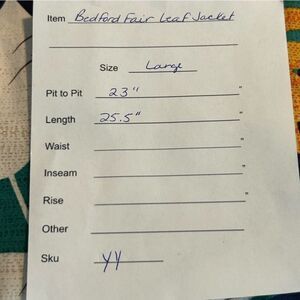 Item Bedford Fair Leaf Jacket
Size Large
Pit to Pit 23" "
Length 25.5" "
Waist "
Inseam "
Rise "
Other
Sku YY